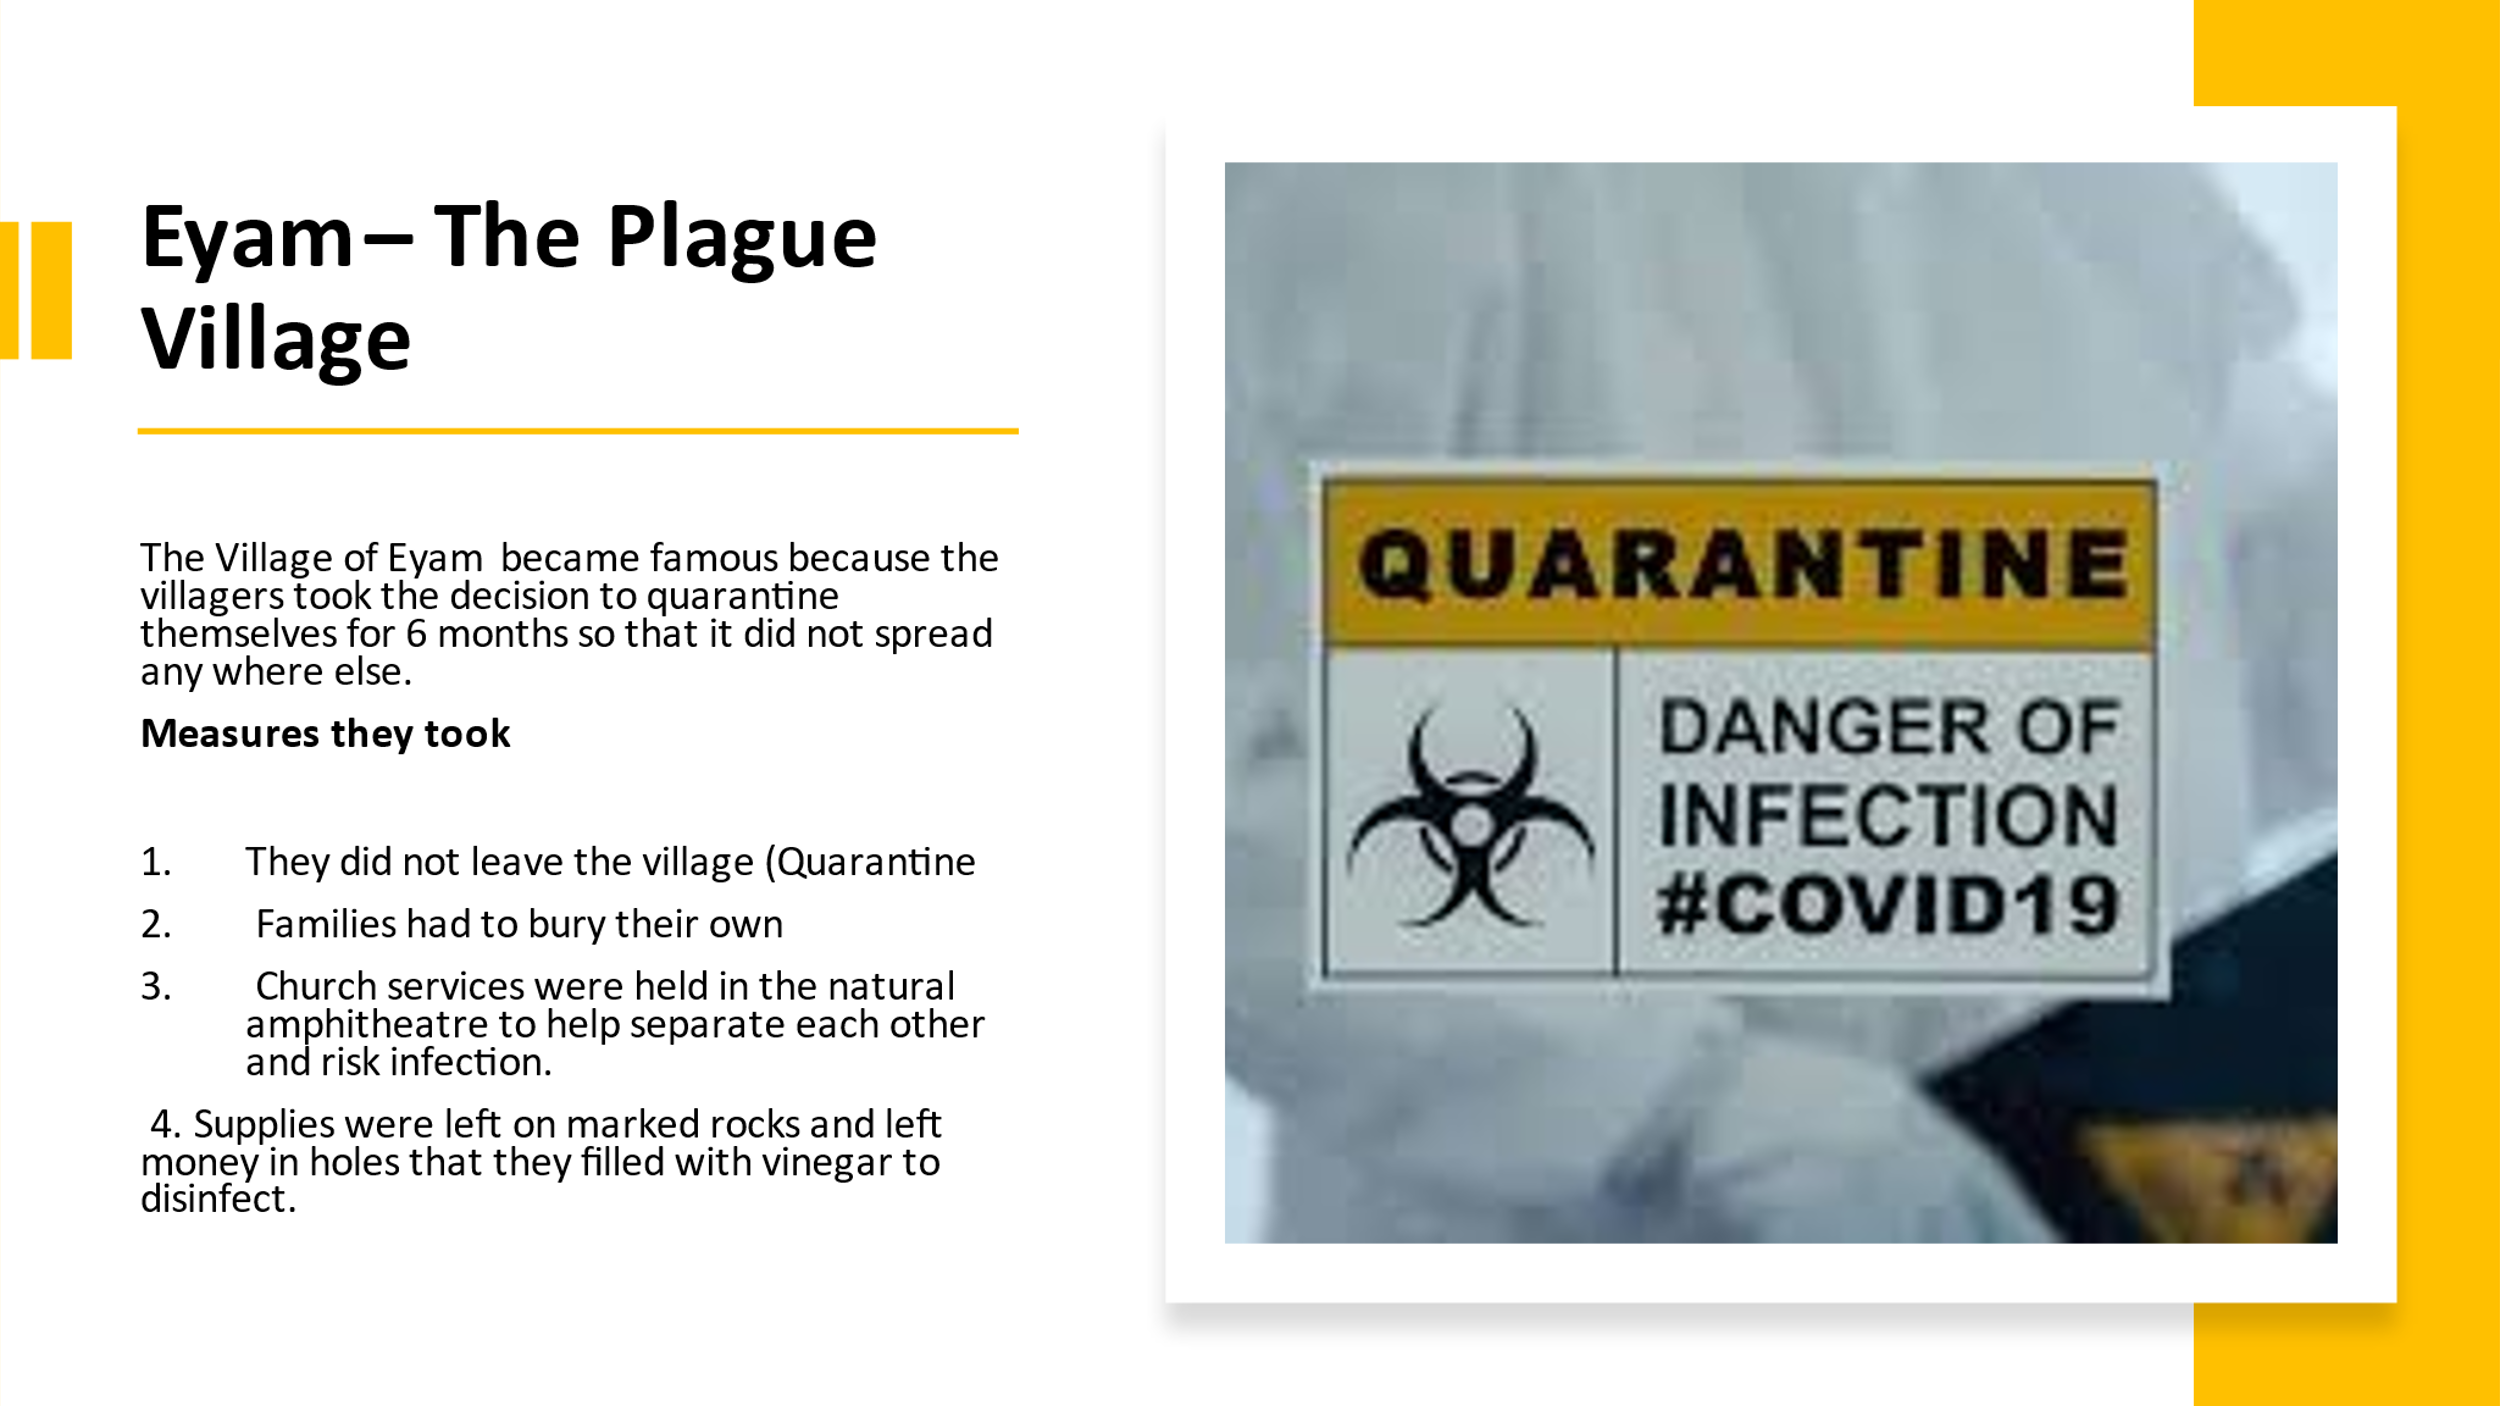 Eyam – The Plague
Village
The Village of Eyam  became famous because the
villagers took the decision to quarantine
themselves for 6 months so that it did not spread
any where else.
Measures they took
1. They did not leave the village (Quarantine
2. Families had to bury their own
3. Church services were held in the natural
amphitheatre to help separate each other
and risk infection.
4. Supplies were left on marked rocks and left
money in holes that they filled with vinegar to
disinfect.
QUARANTINE
DANGER OF
INFECTION
#COVID19